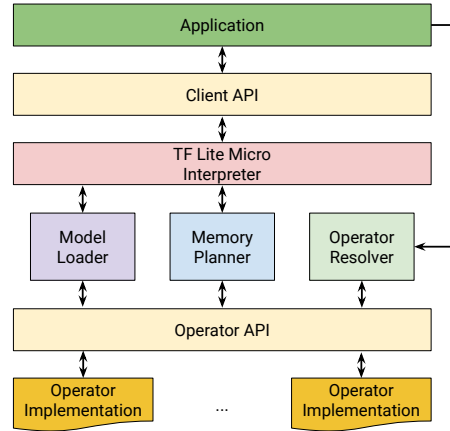 Application
Client API
TF Lite Micro
Interpreter
Model
Loader
Memory
Planner
Operator
Resolver
Operator API
Operator
Implementation
...
Operator
Implementation